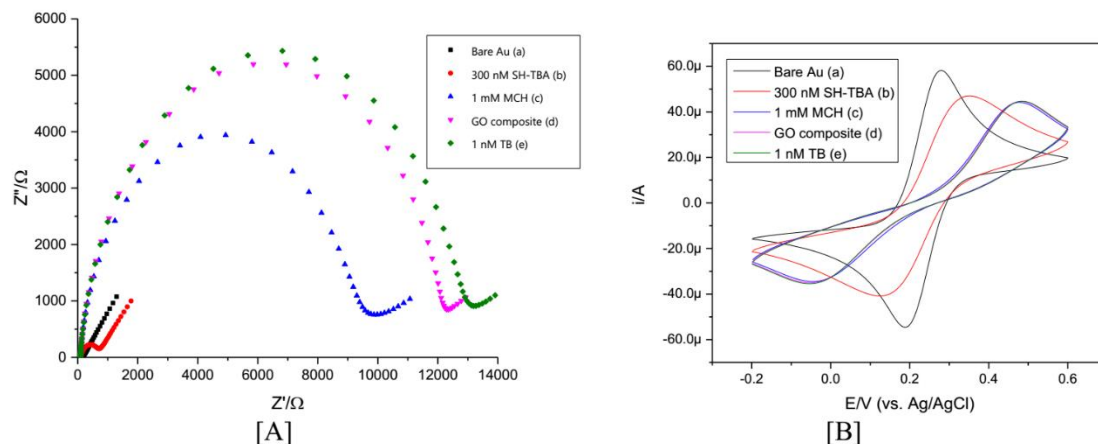 6000
5000
4000
3000
2000
1000
0
Z"/Ω
0 2000 4000 6000 8000 10000 12000 14000
Z'/Ω
Bare Au (a)
300 nM SH-TBA (b)
1 mM MCH (c)
GO composite (d)
1 nM TB (e)
[A]
60.0µ
40.0µ
20.0µ
0.0
-20.0µ
-40.0µ
-60.0µ
i/A
-0.2 0.0 0.2 0.4 0.6
E/V (vs. Ag/AgCl)
Bare Au (a)
300 nM SH-TBA (b)
1 mM MCH (c)
GO composite (d)
1 nM TB (e)
[B]